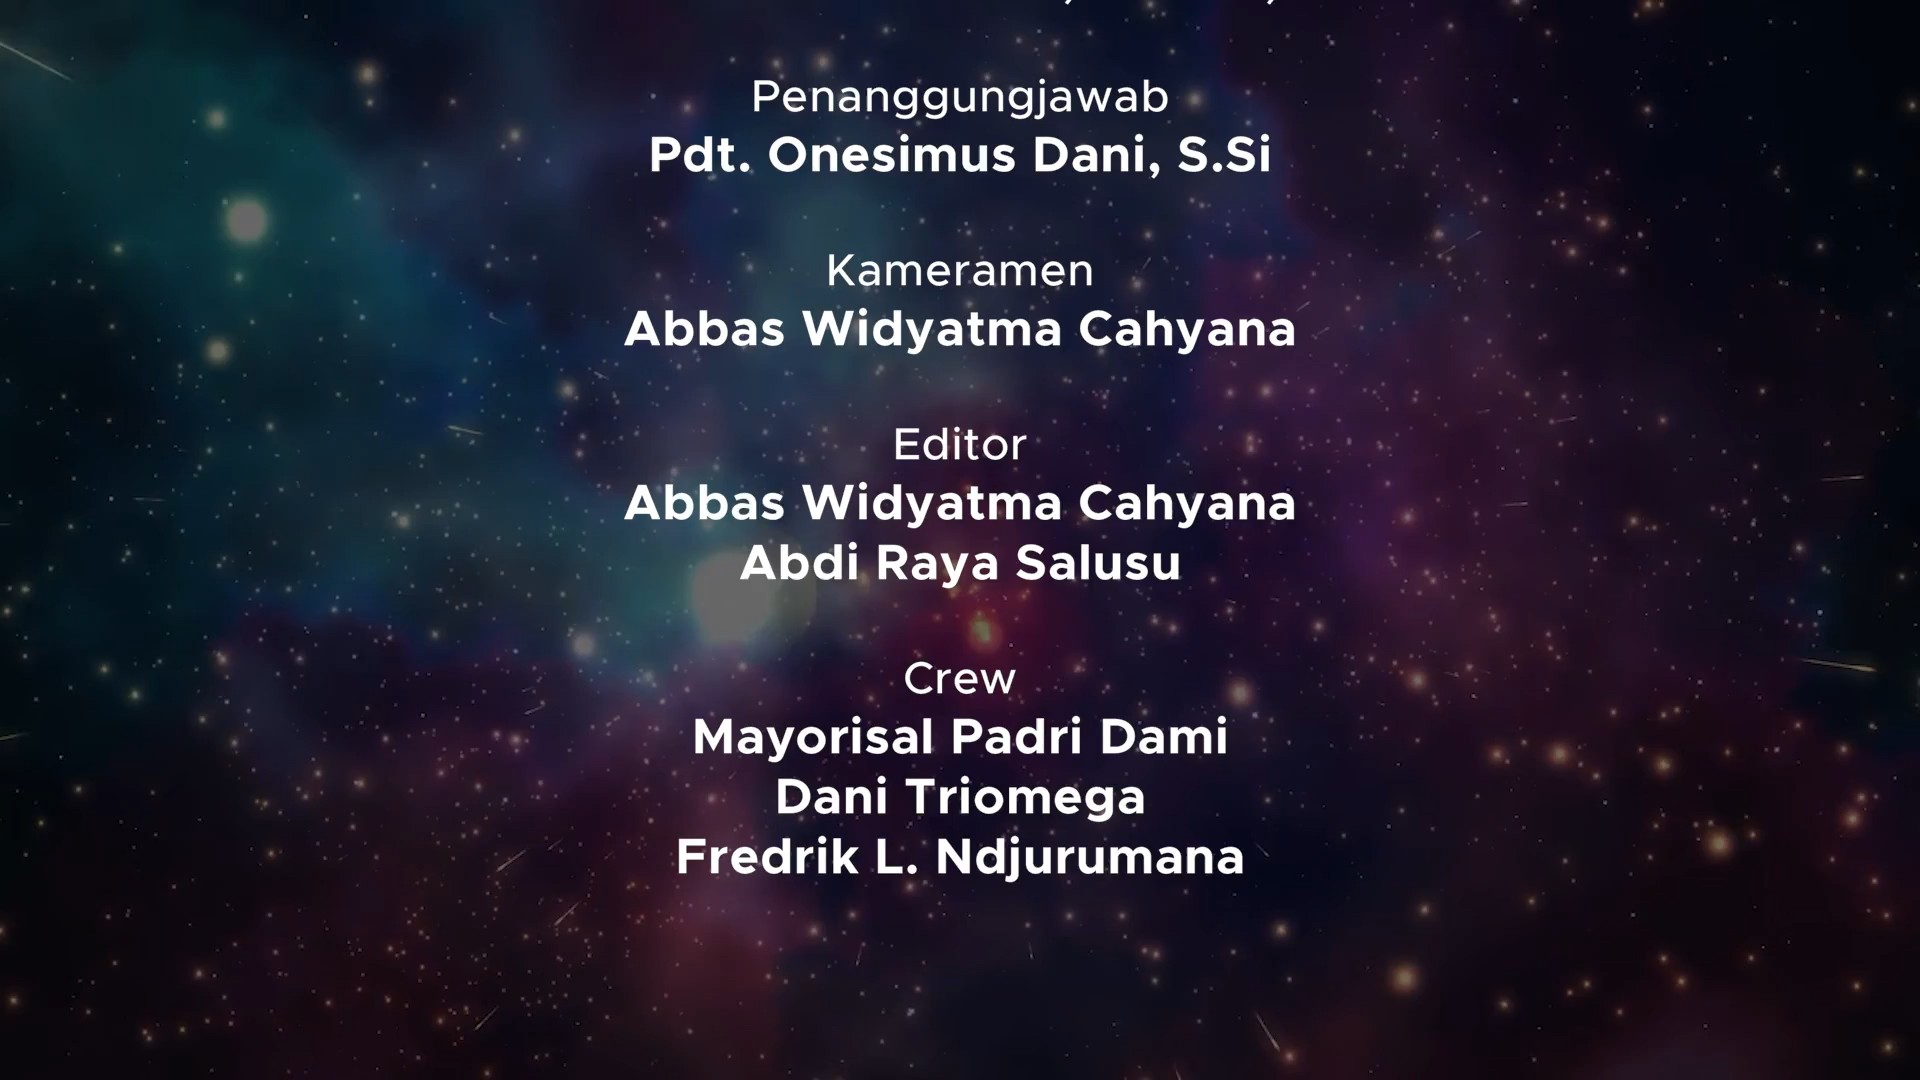 Penanggungjawab
Pdt. Onesimus Dani, S.Si
Kameramen
Abbas Widyatma Cahyana
Editor
Abbas Widyatma Cahyana
Abdi Raya Salusu
Crew
Mayorisal Padri Dami
Dani Triomega
Fredrik L. Ndjurumana